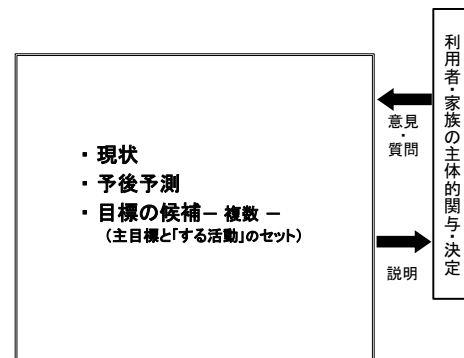 ・ 現状
・ 予後予測
・ 目標の候補－ 複数 －
（主目標と｢する活動｣のセット）
意見
・
質問
説明
利用者・家族の主体的関与・決定